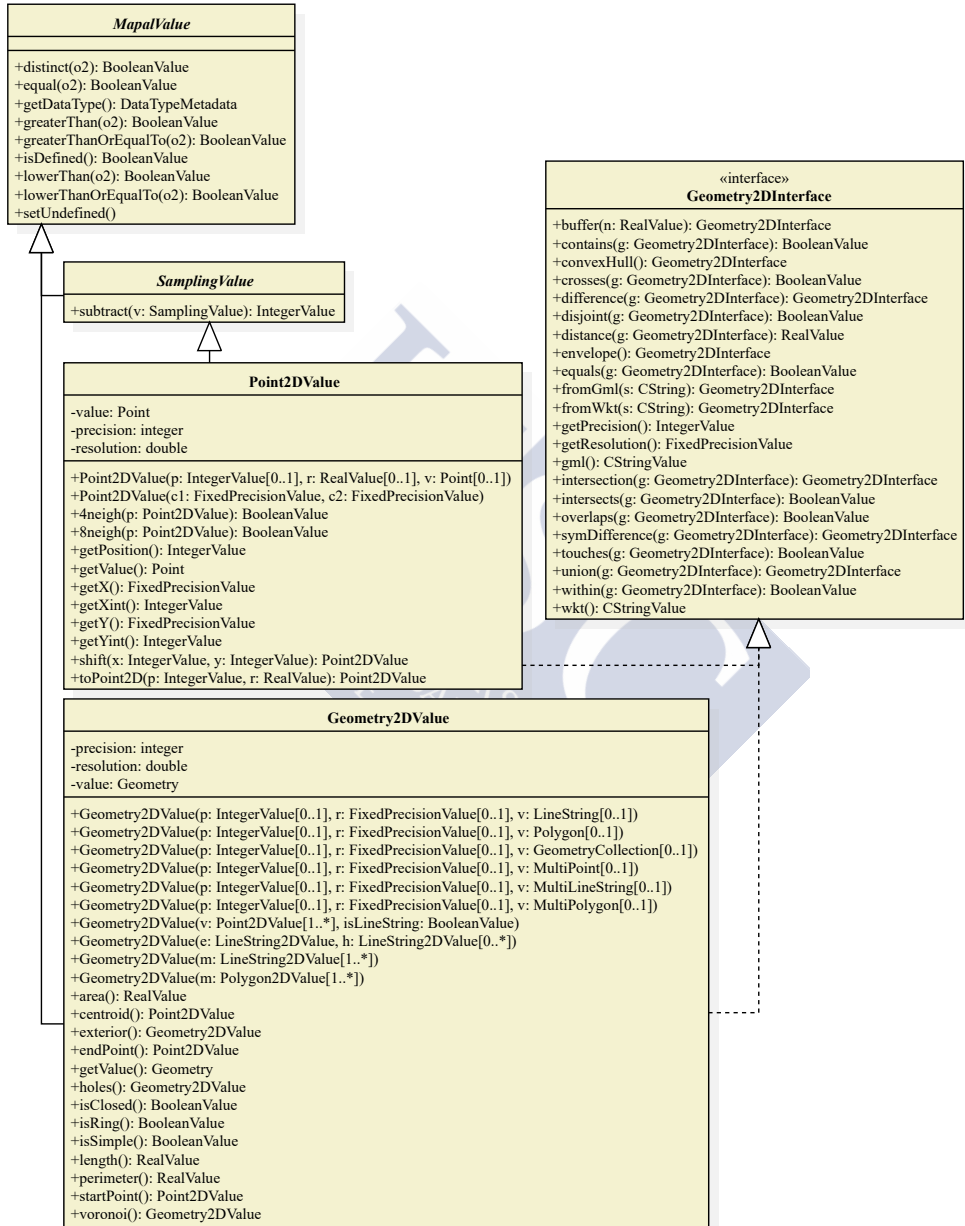 MapalValue
+distinct(o2): BooleanValue
+equal(o2): BooleanValue
+getDataType(): DataTypeMetadata
+greaterThan(o2): BooleanValue
+greaterThanOrEqualTo(o2): BooleanValue
+isDefined(): BooleanValue
+lowerThan(o2): BooleanValue
+lowerThanOrEqualTo(o2): BooleanValue
+setUndefined()
SamplingValue
+subtract(v: SamplingValue): IntegerValue
Point2DValue
-value: Point
-precision: integer
-resolution: double
+Point2DValue(p: IntegerValue[0..1], r: RealValue[0..1], v: Point[0..1])
+Point2DValue(c1: FixedPrecisionValue, c2: FixedPrecisionValue)
+4neigh(p: Point2DValue): BooleanValue
+8neigh(p: Point2DValue): BooleanValue
+getPosition(): IntegerValue
+getValue(): Point
+getX(): FixedPrecisionValue
+getXint(): IntegerValue
+getY(): FixedPrecisionValue
+getYint(): IntegerValue
+shift(x: IntegerValue, y: IntegerValue): Point2DValue
+toPoint2D(p: IntegerValue, r: RealValue): Point2DValue
«interface»
Geometry2DInterface
+buffer(n: RealValue): Geometry2DInterface
+contains(g: Geometry2DInterface): BooleanValue
+convexHull(): Geometry2DInterface
+crosses(g: Geometry2DInterface): BooleanValue
+difference(g: Geometry2DInterface): Geometry2DInterface
+disjoint(g: Geometry2DInterface): BooleanValue
+distance(g: Geometry2DInterface): RealValue
+envelope(): Geometry2DInterface
+equals(g: Geometry2DInterface): BooleanValue
+fromGml(s: CString): Geometry2DInterface
+fromWkt(s: CString): Geometry2DInterface
+getPrecision(): IntegerValue
+getResolution(): FixedPrecisionValue
+gml(): CStringValue
+intersection(g: Geometry2DInterface): Geometry2DInterface
+intersects(g: Geometry2DInterface): BooleanValue
+overlaps(g: Geometry2DInterface): BooleanValue
+symDifference(g: Geometry2DInterface): Geometry2DInterface
+touches(g: Geometry2DInterface): BooleanValue
+union(g: Geometry2DInterface): Geometry2DInterface
+within(g: Geometry2DInterface): BooleanValue
+wkt(): CStringValue
Geometry2DValue
-precision: integer
-resolution: double
-value: Geometry
+Geometry2DValue(p: IntegerValue[0..1], r: FixedPrecisionValue[0..1], v: LineString[0..1])
+Geometry2DValue(p: IntegerValue[0..1], r: FixedPrecisionValue[0..1], v: Polygon[0..1])
+Geometry2DValue(p: IntegerValue[0..1], r: FixedPrecisionValue[0..1], v: GeometryCollection[0..1])
+Geometry2DValue(p: IntegerValue[0..1], r: FixedPrecisionValue[0..1], v: MultiPoint[0..1])
+Geometry2DValue(p: IntegerValue[0..1], r: FixedPrecisionValue[0..1], v: MultiLineString[0..1])
+Geometry2DValue(p: IntegerValue[0..1], r: FixedPrecisionValue[0..1], v: MultiPolygon[0..1])
+Geometry2DValue(v: Point2DValue[1..*], isLineString: BooleanValue)
+Geometry2DValue(e: LineString2DValue, h: LineString2DValue[0..*])
+Geometry2DValue(m: LineString2DValue[1..*])
+Geometry2DValue(m: Polygon2DValue[1..*])
+area(): RealValue
+centroid(): Point2DValue
+exterior(): Geometry2DValue
+endPoint(): Point2DValue
+getValue(): Geometry
+holes(): Geometry2DValue
+isClosed(): BooleanValue
+isRing(): BooleanValue
+isSimple(): BooleanValue
+length(): RealValue
+perimeter(): RealValue
+startPoint(): Point2DValue
+voronoi(): Geometry2DValue